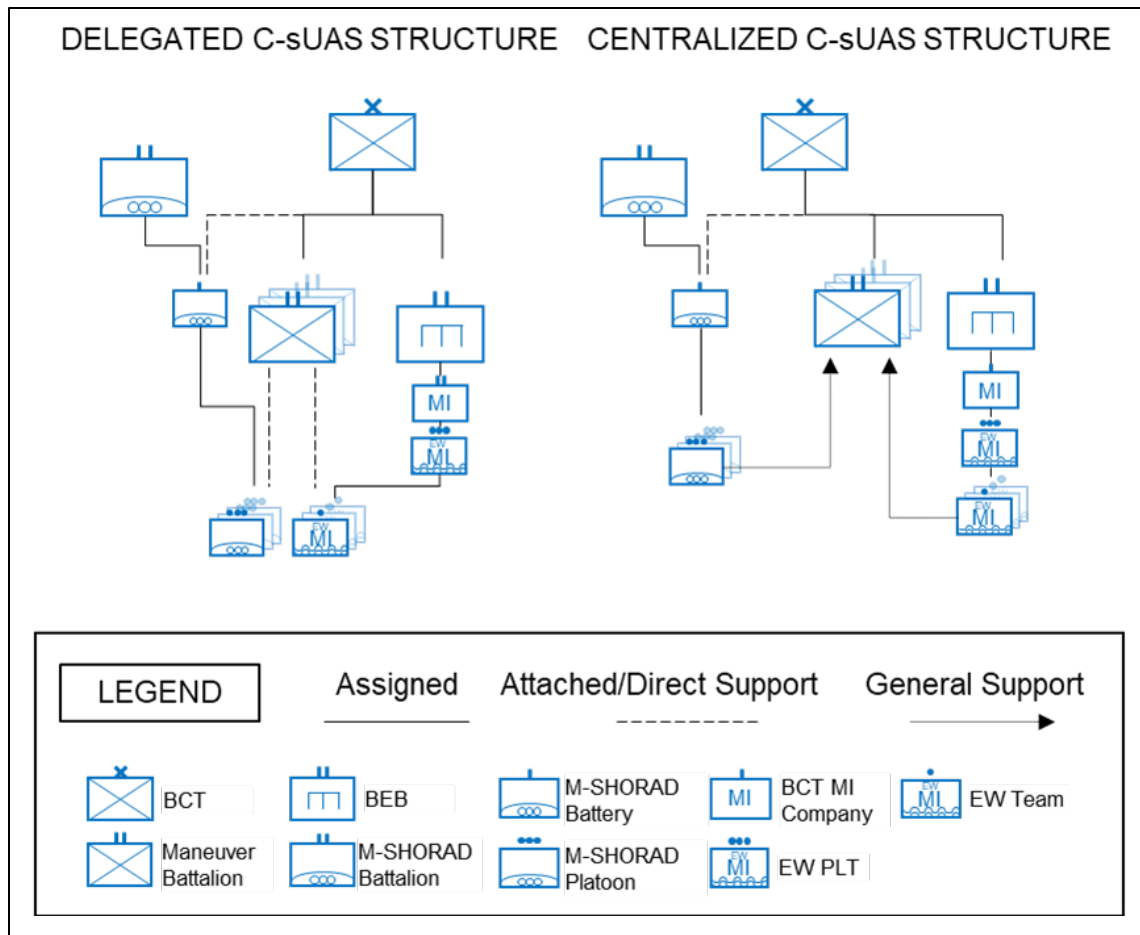 DELEGATED C-sUAS STRUCTURE
CENTRALIZED C-sUAS STRUCTURE
MI
EW
MI
EW
MI
MI
EW
MI
EW
MI
LEGEND
Assigned
Attached/Direct Support
General Support
BCT
BEB
M-SHORAD
Battery
MI
BCT MI
Company
EW
MI
EW Team
Maneuver
Battalion
M-SHORAD
Battalion
M-SHORAD
Platoon
EW
MI
EW PLT